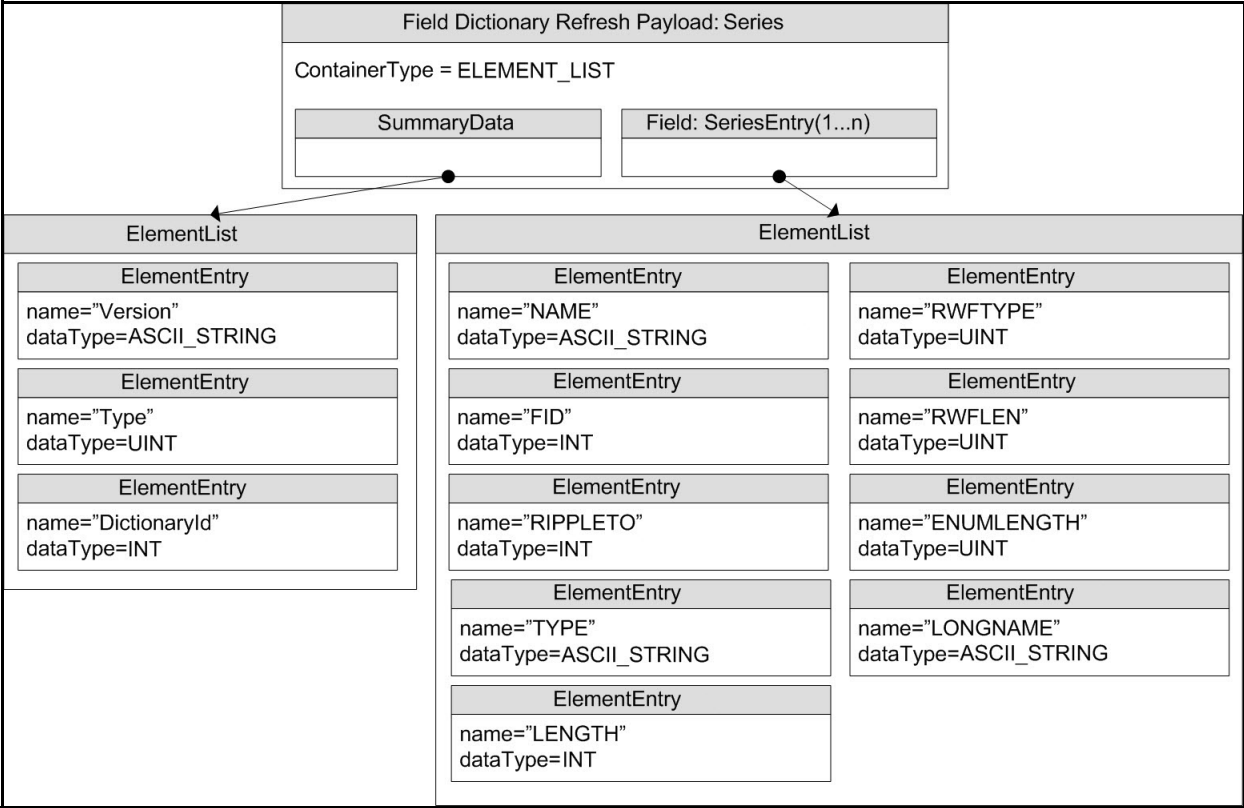 Field Dictionary Refresh Payload: Series
ContainerType = ELEMENT_LIST
SummaryData
Field: SeriesEntry(1...n)
ElementList
ElementEntry
name=”Version”
dataType=ASCII_STRING
ElementEntry
name=”Type”
dataType=UINT
ElementEntry
name=”DictionaryId”
dataType=INT
ElementList
ElementEntry
name=”NAME”
dataType=ASCII_STRING
ElementEntry
name=”FID”
dataType=INT
ElementEntry
name=”RIPPLETO”
dataType=INT
ElementEntry
name=”TYPE”
dataType=ASCII_STRING
ElementEntry
name=”LENGTH”
dataType=INT
ElementEntry
name=”RWFTYPE”
dataType=UINT
ElementEntry
name=”RWFLEN”
dataType=UINT
ElementEntry
name=”ENUMLENGTH”
dataType=UINT
ElementEntry
name=”LONGNAME”
dataType=ASCII_STRING